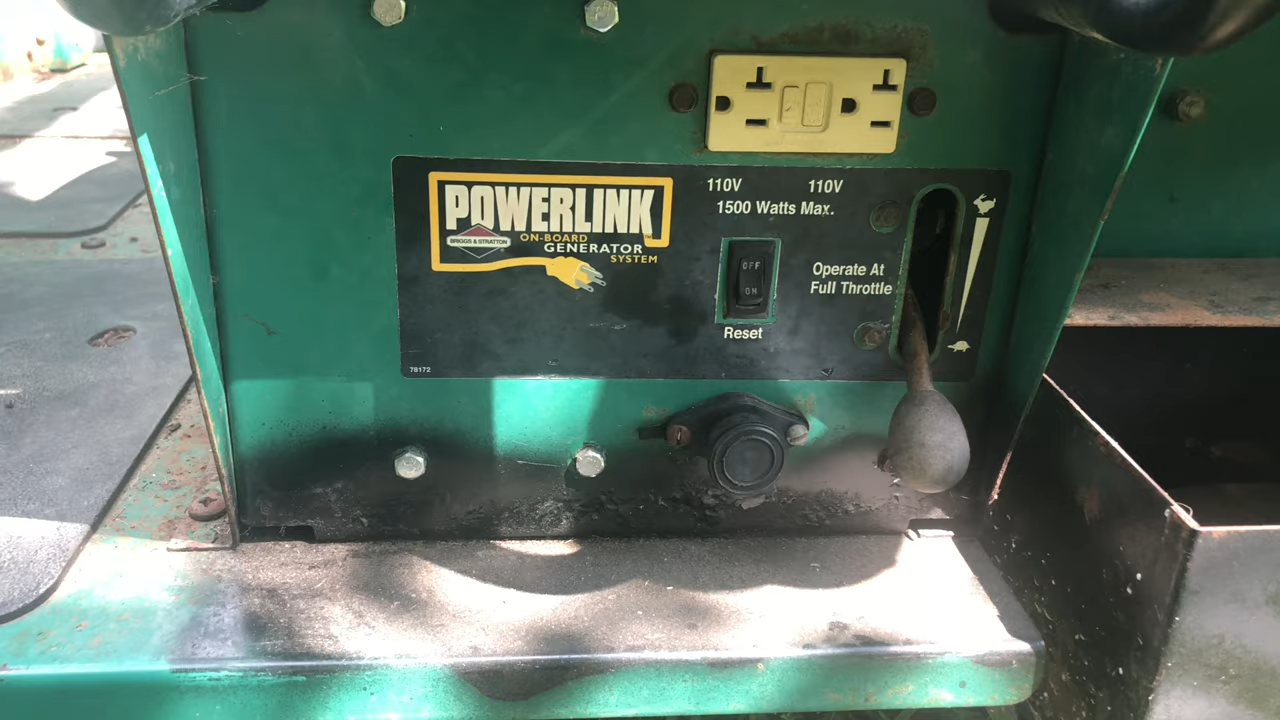 110V 110V
1500 Watts Max.
POWERLINK™
BRIGGS & STRATTON
ON-BOARD
GENERATOR
SYSTEM
OFF
ON
Operate At
Full Throttle
Reset
78172